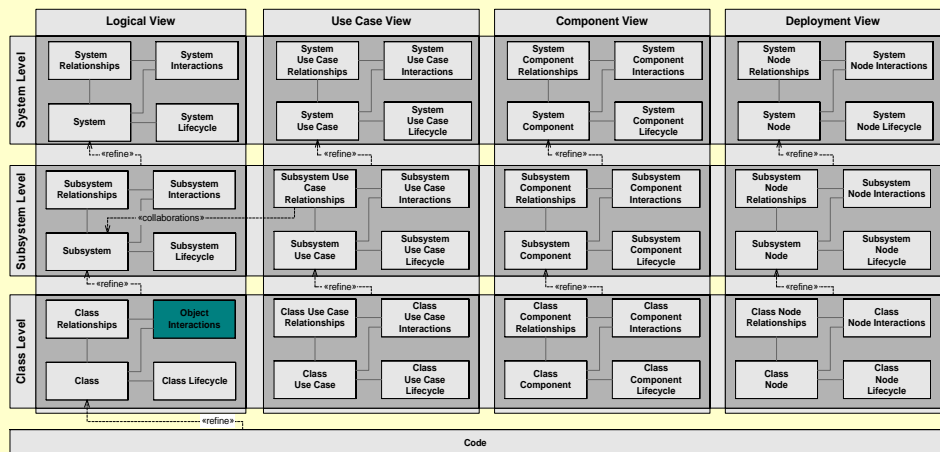 Logical View
Use Case View
Component View
Deployment View
System Level
System
Relationships
System
Interactions
System
System
Lifecycle
System
Use Case
Relationships
System
Use Case
Interactions
System
Use Case
System
Use Case
Lifecycle
System
Component
Relationships
System
Component
Interactions
System
Component
System
Component
Lifecycle
System
Node
Relationships
System
Node Interactions
System
Node
System
Node Lifecycle
«refine»
«refine»
«refine»
«refine»
Subsystem Level
Subsystem
Relationships
Subsystem
Interactions
«collaborations»
Subsystem
Subsystem
Lifecycle
Subsystem Use
Case
Relationships
Subsystem
Use Case
Interactions
Subsystem
Use Case
Subsystem
Use Case
Lifecycle
Subsystem
Component
Relationships
Subsystem
Component
Interactions
Subsystem
Component
Subsystem
Component
Lifecycle
Subsystem
Node
Relationships
Subsystem
Node Interactions
Subsystem
Node
Subsystem
Node
Lifecycle
«refine»
«refine»
«refine»
«refine»
Class Level
Class
Relationships
Object
Interactions
Class
Class Lifecycle
Class Use Case
Relationships
Class
Use Case
Interactions
Class
Use Case
Class
Use Case
Lifecycle
Class
Component
Relationships
Class
Component
Interactions
Class
Component
Class
Component
Lifecycle
Class Node
Relationships
Class
Node Interactions
Class
Node
Class
Node
Lifecycle
«refine»
Code